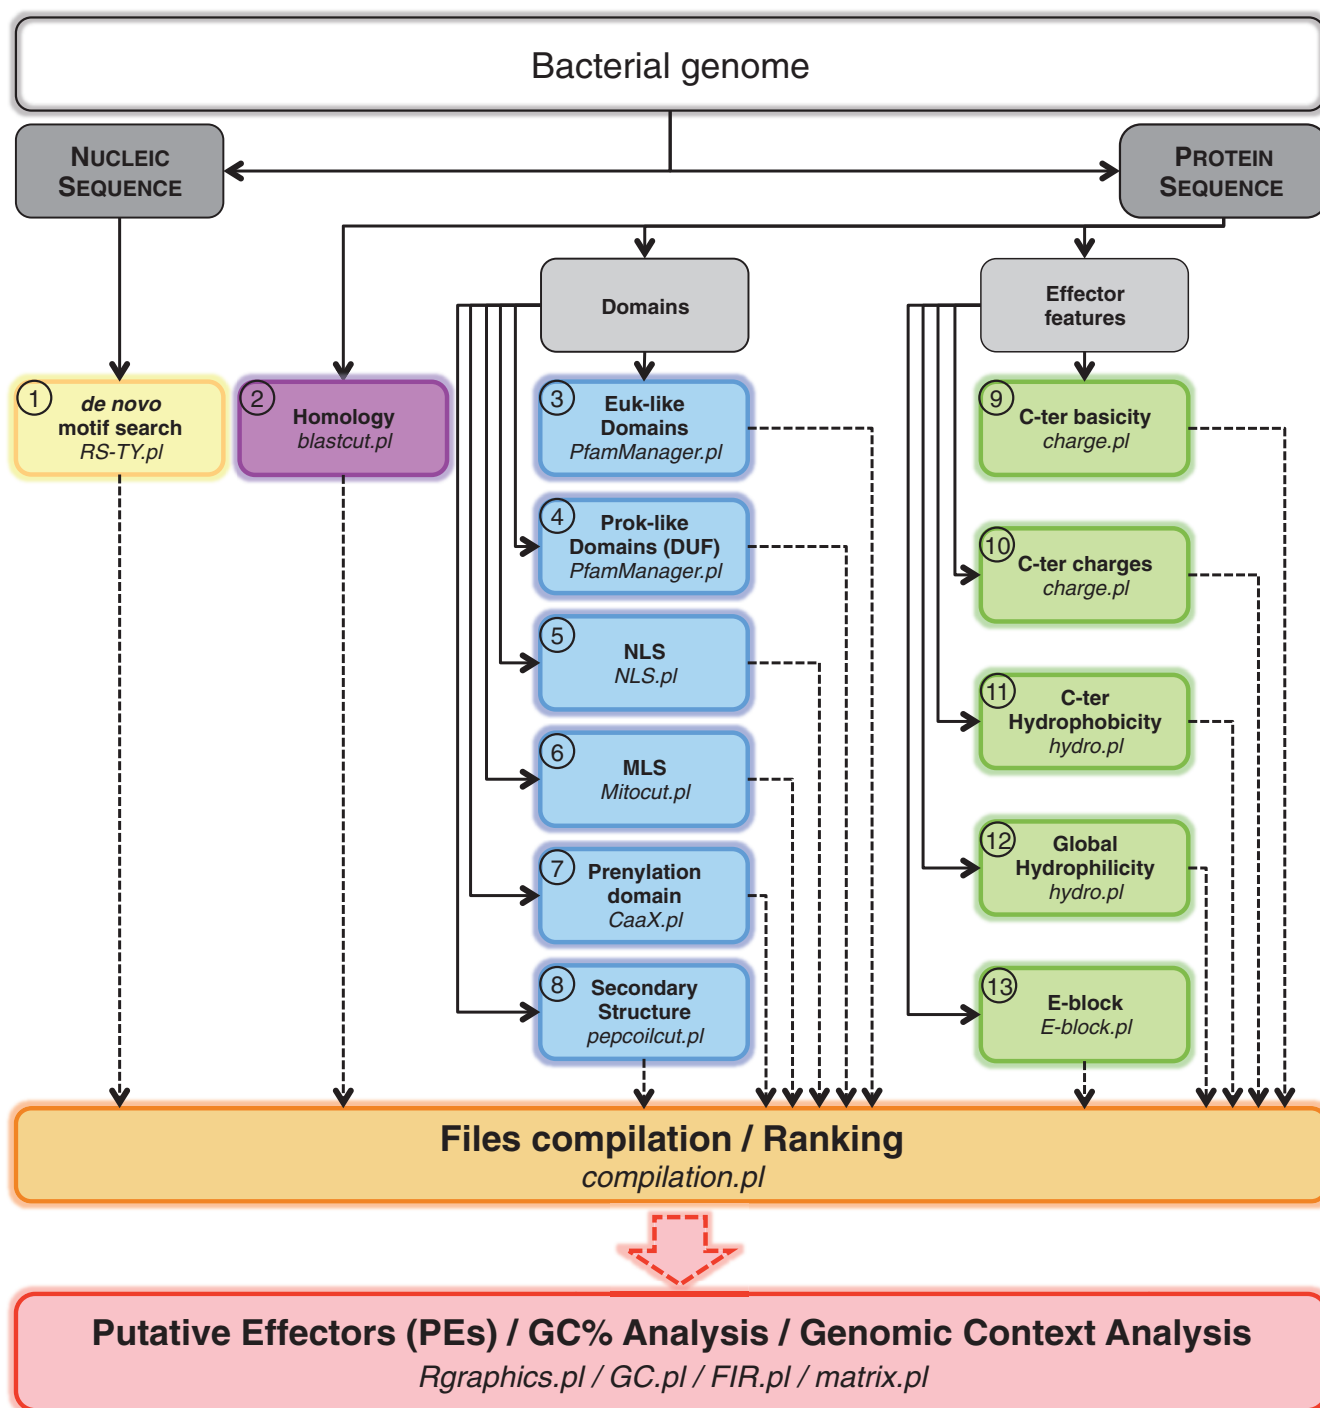 Bacterial genome
NUCLEIC
SEQUENCE
PROTEIN
SEQUENCE
Domains
Effector
features
1
de novo
motif search
RS-TY.pl
2
Homology
blastcut.pl
3
Euk-like
Domains
PfamManager.pl
4
Prok-like
Domains (DUF)
PfamManager.pl
5
NLS
NLS.pl
6
MLS
Mitocut.pl
7
Prenylation
domain
CaaX.pl
8
Secondary
Structure
pepcoilcut.pl
9
C-ter basicity
charge.pl
10
C-ter charges
charge.pl
11
C-ter
Hydrophobicity
hydro.pl
12
Global
Hydrophilicity
hydro.pl
13
E-block
E-block.pl
Files compilation / Ranking
compilation.pl
Putative Effectors (PEs) / GC% Analysis / Genomic Context Analysis
Rgraphics.pl / GC.pl / FIR.pl / matrix.pl